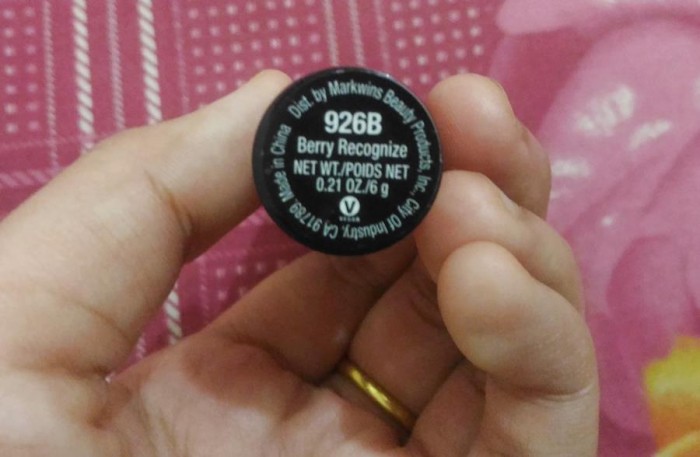 Dist. by Markwins Beauty Products, Inc., City Of Industry, CA 91789. Made in China
926B
Berry Recognize
NET WT./POIDS NET
0.21 OZ./6 g
V
VEGAN